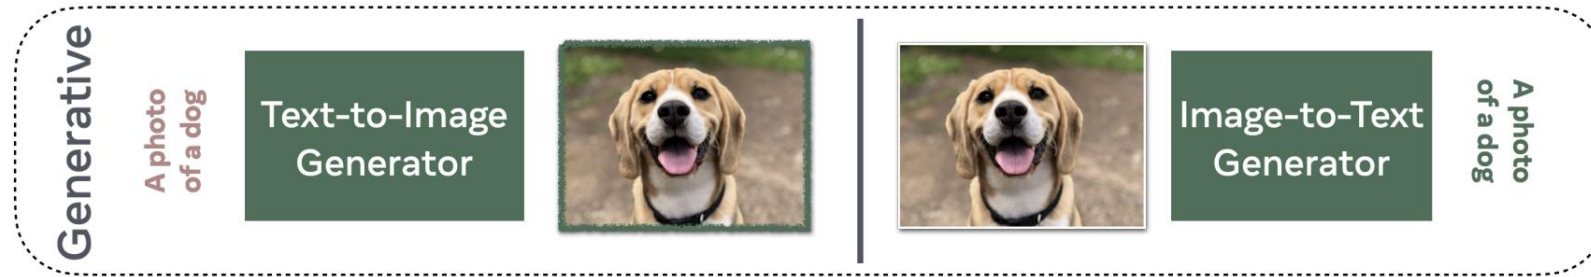 Generative
A photo
of a dog
Text-to-Image
Generator
Image-to-Text
Generator
A photo
of a dog